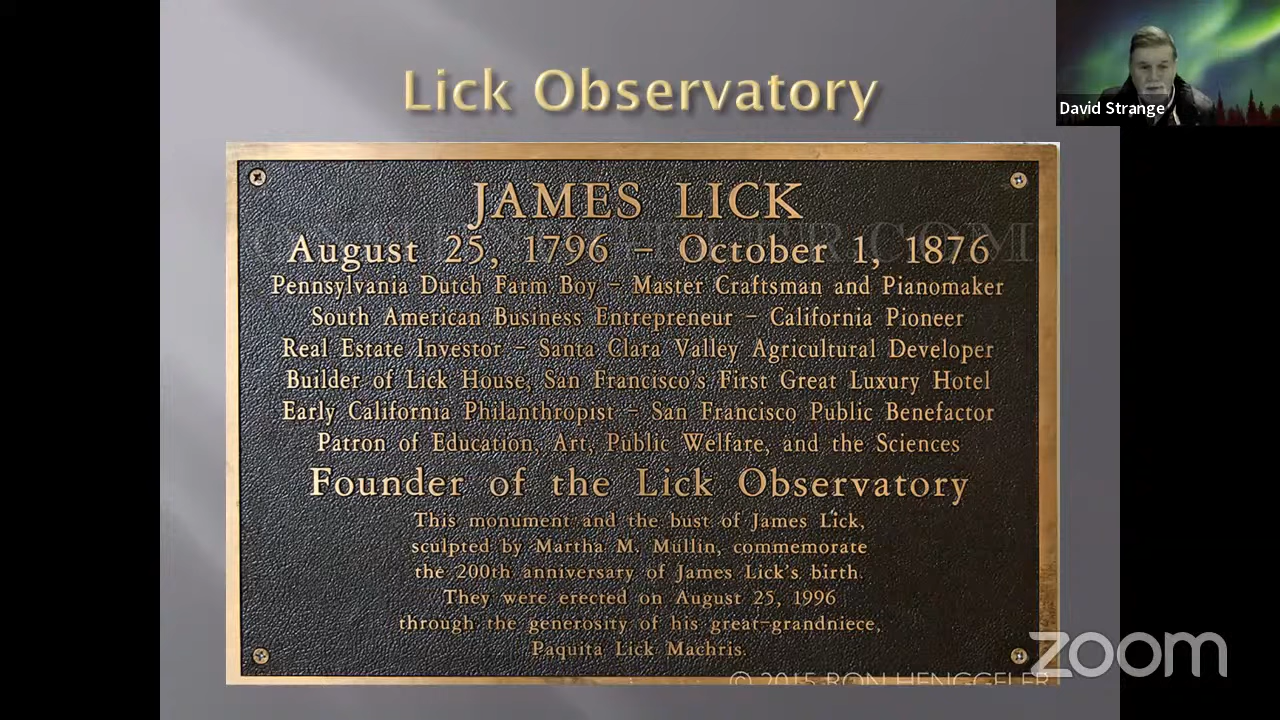 Lick Observatory
David Strange
JAMES LICK
August 25, 1796 – October 1, 1876
Pennsylvania Dutch Farm Boy – Master Craftsman and Pianomaker
South American Business Entrepreneur – California Pioneer
Real Estate Investor – Santa Clara Valley Agricultural Developer
Builder of Lick House, San Francisco's First Great Luxury Hotel
Early California Philanthropist – San Francisco Public Benefactor
Patron of Education, Art, Public Welfare, and the Sciences
Founder of the Lick Observatory
This monument and the bust of James Lick,
sculpted by Martha M. Mullin, commemorate
the 200th anniversary of James Lick's birth.
They were erected on August 25, 1996
through the generosity of his great-grandniece,
Paquita Lick Machris.
zoom
© 2015 RON HENGGELER